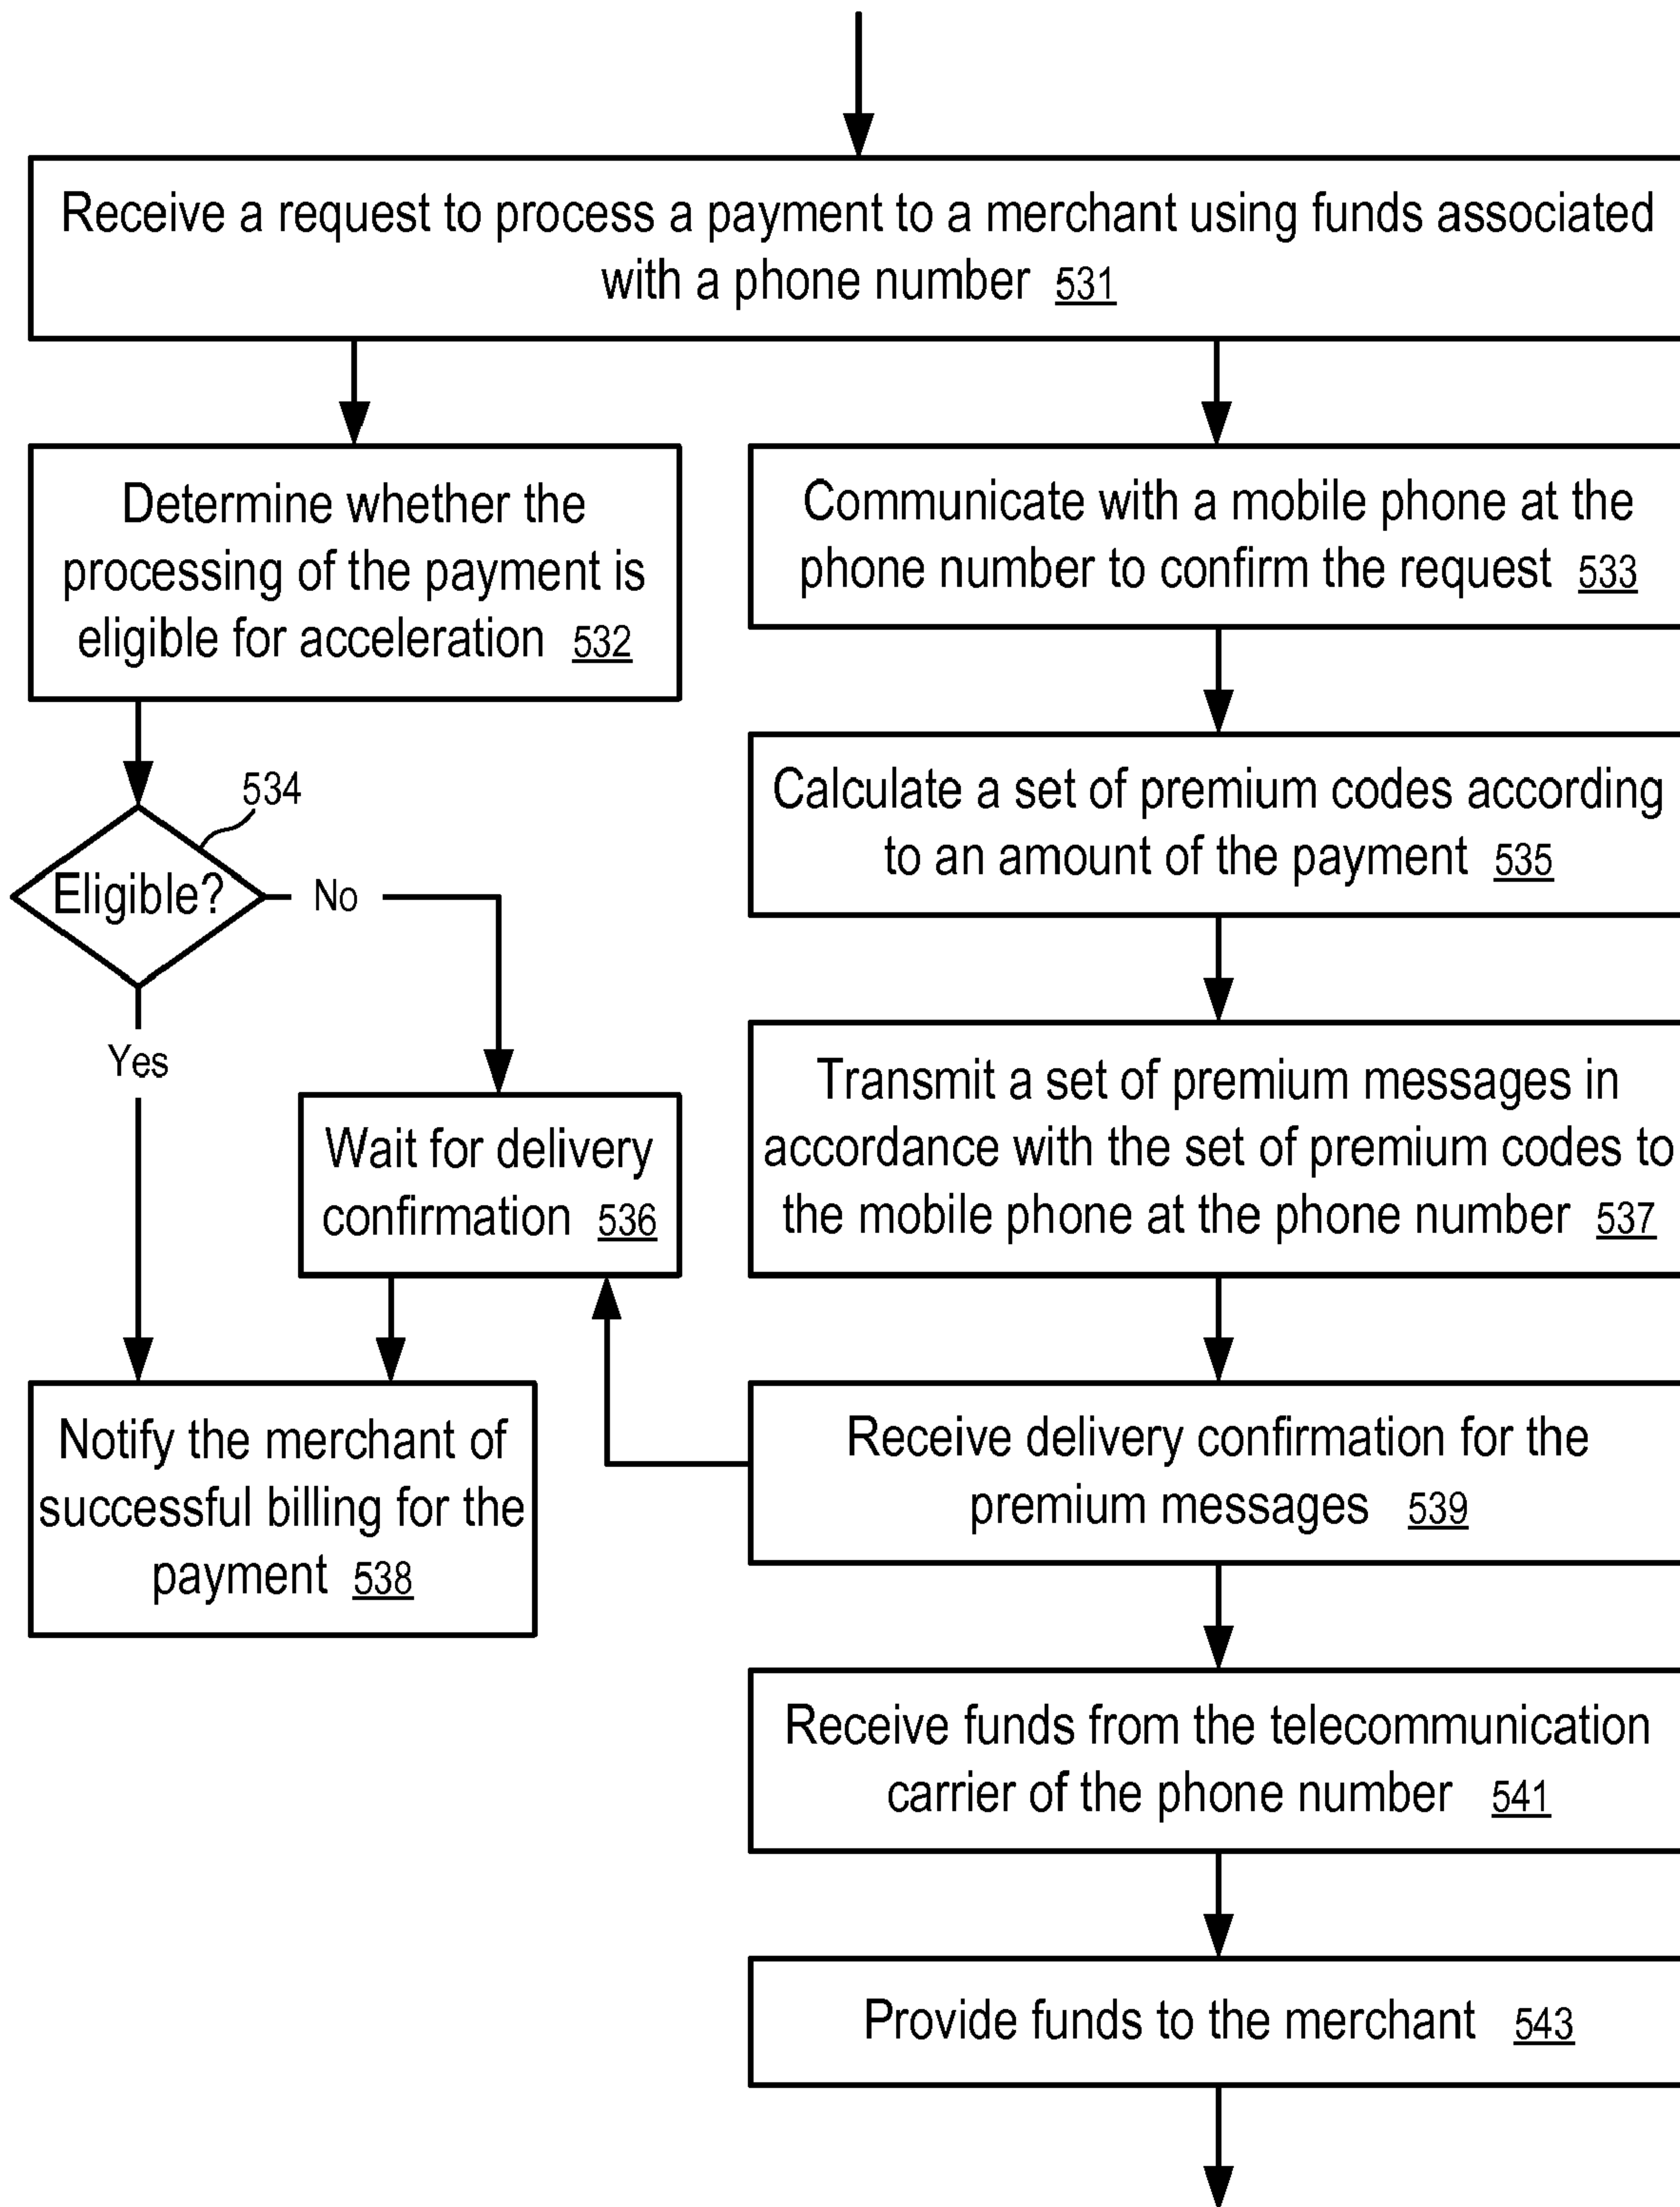 Receive a request to process a payment to a merchant using funds associated
with a phone number 531
Determine whether the
processing of the payment is
eligible for acceleration 532
534
Eligible?
No
Yes
Wait for delivery
confirmation 536
Notify the merchant of
successful billing for the
payment 538
Communicate with a mobile phone at the
phone number to confirm the request 533
Calculate a set of premium codes according
to an amount of the payment 535
Transmit a set of premium messages in
accordance with the set of premium codes to
the mobile phone at the phone number 537
Receive delivery confirmation for the
premium messages 539
Receive funds from the telecommunication
carrier of the phone number 541
Provide funds to the merchant 543